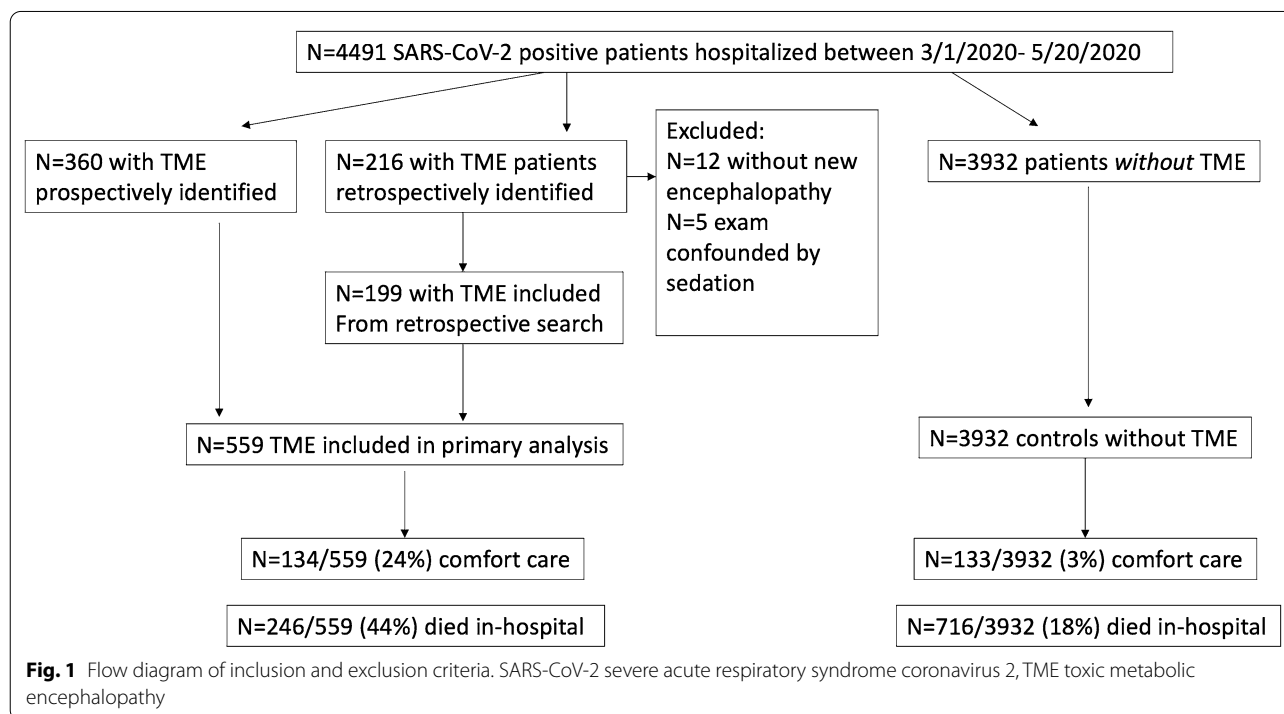 N=4491 SARS-CoV-2 positive patients hospitalized between 3/1/2020- 5/20/2020
N=360 with TME
prospectively identified
N=216 with TME patients
retrospectively identified
Excluded:
N=12 without new
encephalopathy
N=5 exam
confounded by
sedation
N=3932 patients without TME
N=199 with TME included
From retrospective search
N=559 TME included in primary analysis
N=3932 controls without TME
N=134/559 (24%) comfort care
N=133/3932 (3%) comfort care
N=246/559 (44%) died in-hospital
N=716/3932 (18%) died in-hospital
Fig. 1 Flow diagram of inclusion and exclusion criteria. SARS-CoV-2 severe acute respiratory syndrome coronavirus 2, TME toxic metabolic
encephalopathy